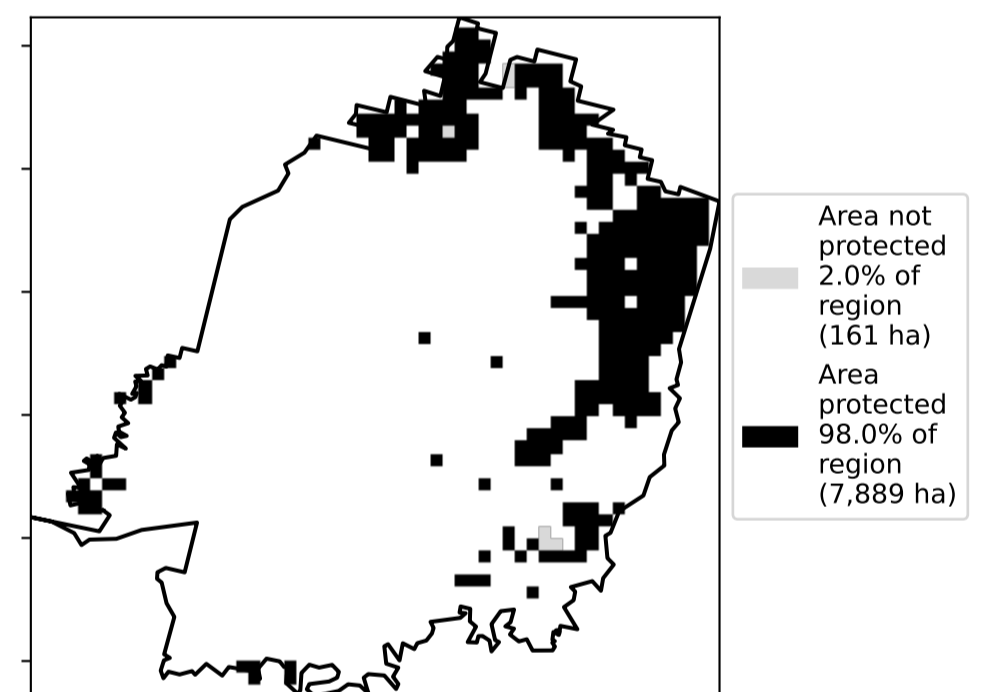 Area not
protected
2.0% of
region
(161 ha)
Area
protected
98.0% of
region
(7,889 ha)